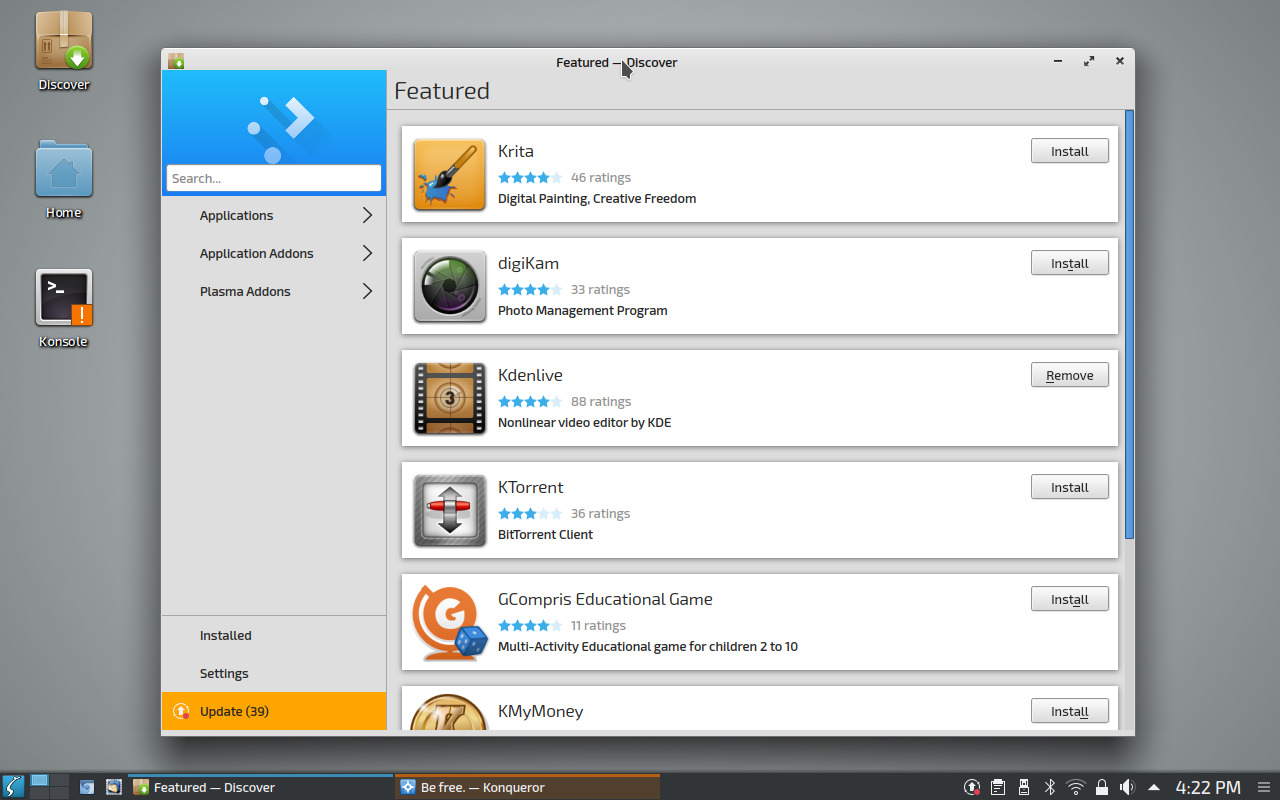 Discover
Home
>_
!
Konsole
Featured — Discover
Search...
Applications
Application Addons
Plasma Addons
Installed
Settings
Update (39)
Featured
Krita
46 ratings
Digital Painting, Creative Freedom
Install
digiKam
33 ratings
Photo Management Program
Install
3
Kdenlive
88 ratings
Nonlinear video editor by KDE
Remove
KTorrent
36 ratings
BitTorrent Client
Install
G
GCompris Educational Game
11 ratings
Multi-Activity Educational game for children 2 to 10
Install
K
KMyMoney
Install
Featured — Discover
Be free. — Konqueror
4:22 PM